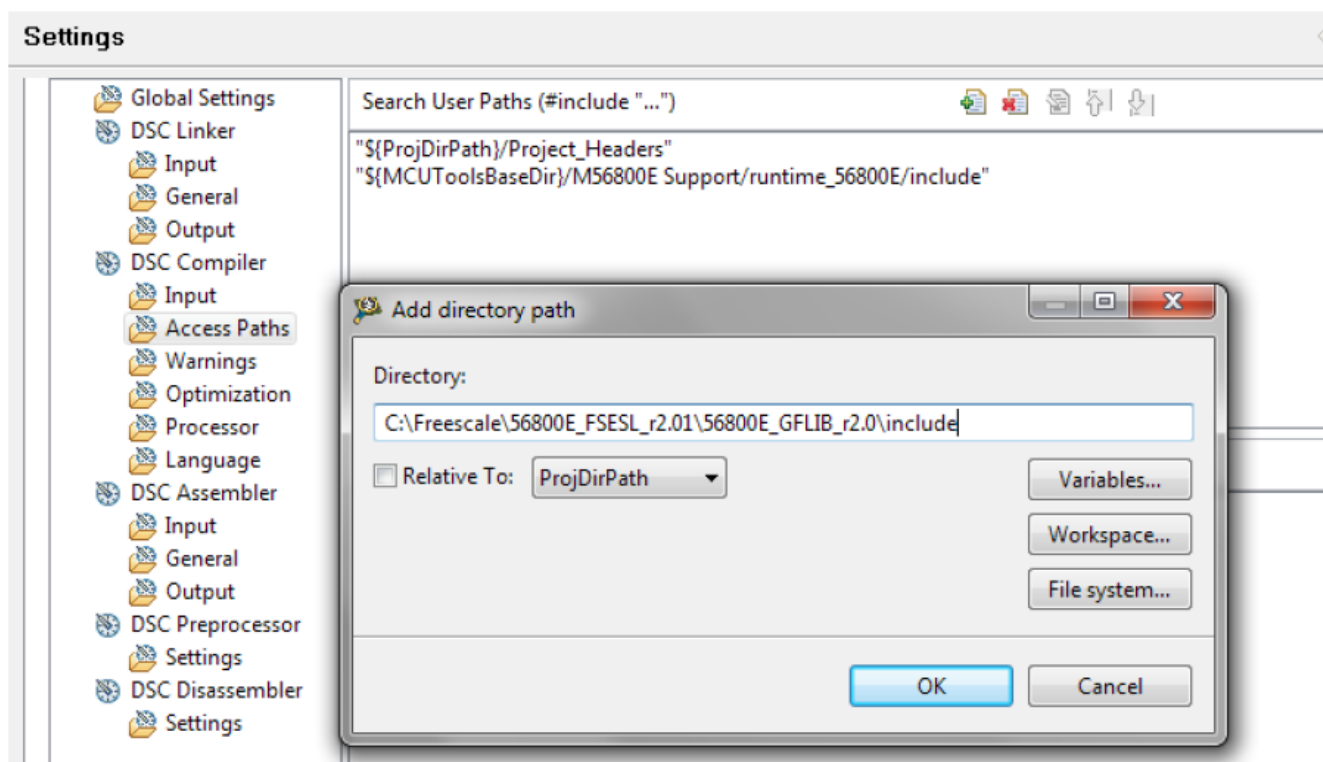 Settings
Global Settings
DSC Linker
Input
General
Output
DSC Compiler
Input
Access Paths
Warnings
Optimization
Processor
Language
DSC Assembler
Input
General
Output
DSC Preprocessor
Settings
DSC Disassembler
Settings
Search User Paths (#include "...")
"${ProjDirPath}/Project_Headers"
"${MCUToolsBaseDir}/M56800E Support/runtime_56800E/include"
Add directory path
Directory:
C:\Freescale\56800E_FSESL_r2.01\56800E_GFLIB_r2.0\include
Relative To: ProjDirPath
Variables...
Workspace...
File system...
OK Cancel